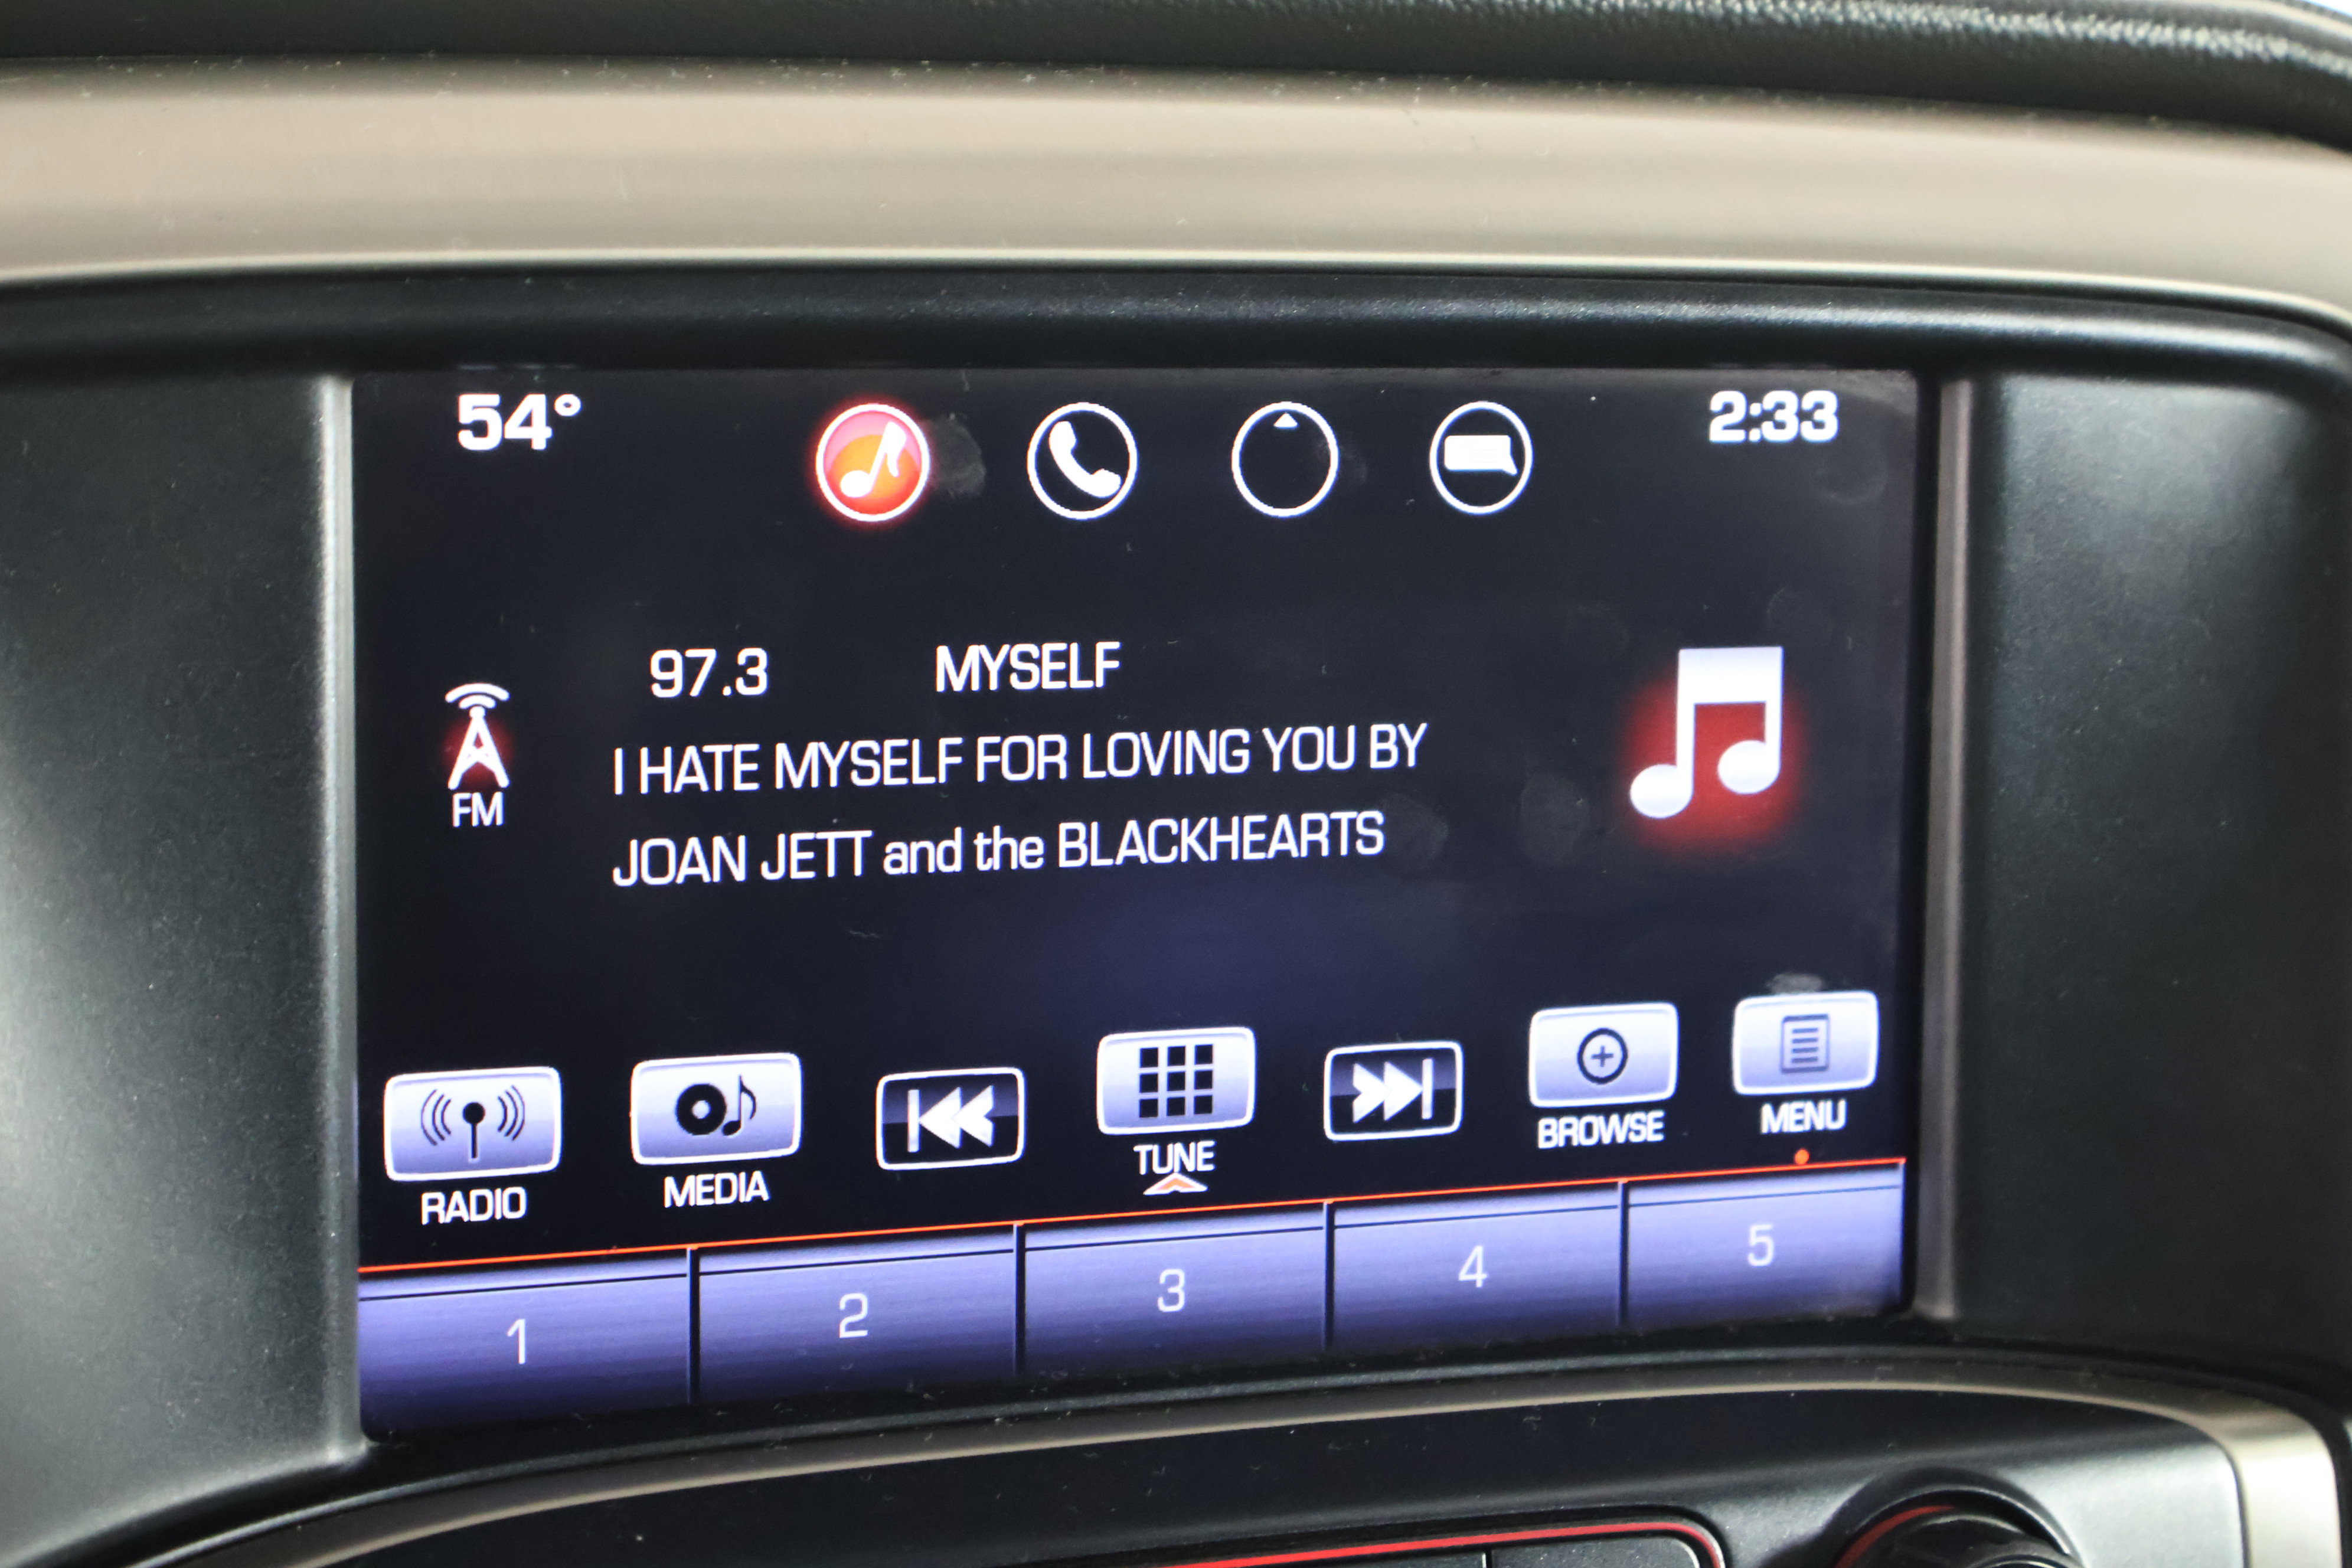 54° 2:33
97.3 MYSELF
I HATE MYSELF FOR LOVING YOU BY
JOAN JETT and the BLACKHEARTS
FM
RADIO MEDIA TUNE BROWSE MENU
1 2 3 4 5